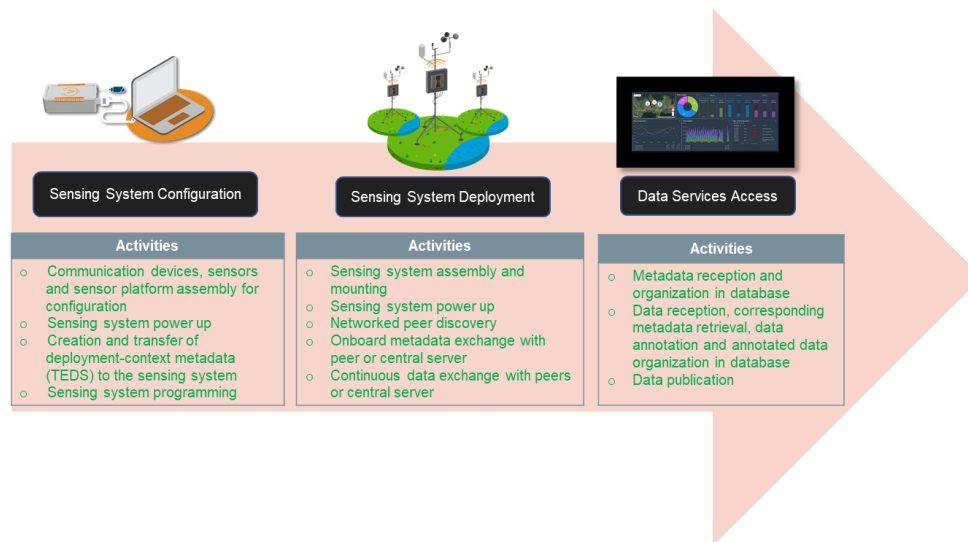 Sensing System Configuration
Activities
o Communication devices, sensors
and sensor platform assembly for
configuration
o Sensing system power up
o Creation and transfer of
deployment-context metadata
(TEDS) to the sensing system
o Sensing system programming
Sensing System Deployment
Activities
o Sensing system assembly and
mounting
o Sensing system power up
o Networked peer discovery
o Onboard metadata exchange with
peer or central server
o Continuous data exchange with peers
or central server
Data Services Access
Activities
o Metadata reception and
organization in database
o Data reception, corresponding
metadata retrieval, data
annotation and annotated data
organization in database
o Data publication